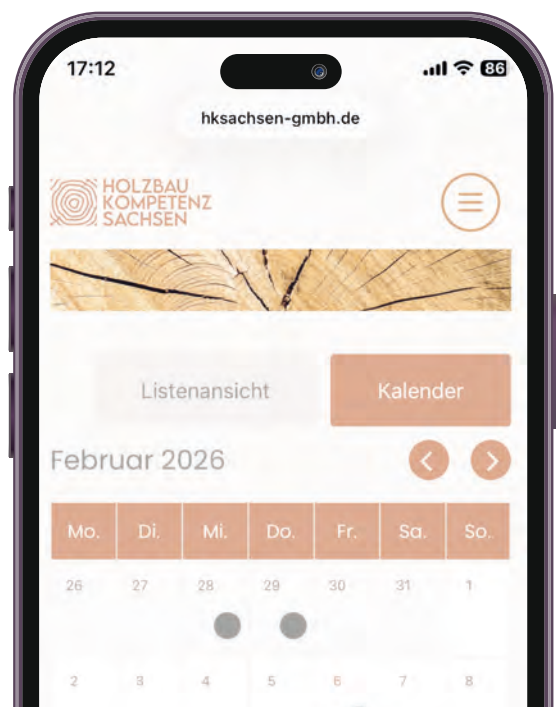 17:12 86
hksachsen-gmbh.de
HOLZBAU
KOMPETENZ
SACHSEN
Listenansicht Kalender
Februar 2026
Mo. Di. Mi. Do. Fr. Sa. So.
26 27 28 29 30 31 1
2 3 4 5 6 7 8